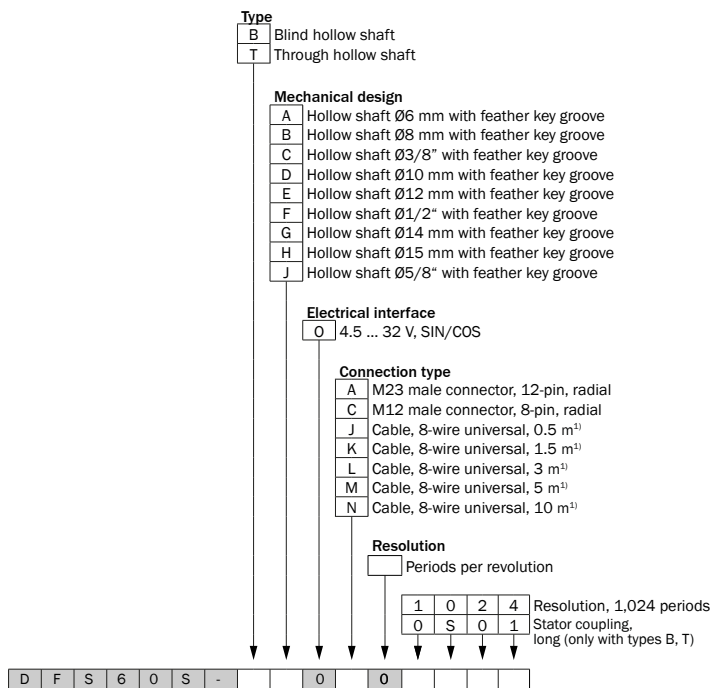 Type
B Blind hollow shaft
T Through hollow shaft
Mechanical design
A Hollow shaft Ø6 mm with feather key groove
B Hollow shaft Ø8 mm with feather key groove
C Hollow shaft Ø3/8” with feather key groove
D Hollow shaft Ø10 mm with feather key groove
E Hollow shaft Ø12 mm with feather key groove
F Hollow shaft Ø1/2“ with feather key groove
G Hollow shaft Ø14 mm with feather key groove
H Hollow shaft Ø15 mm with feather key groove
J Hollow shaft Ø5/8“ with feather key groove
Electrical interface
0 4.5 ... 32 V, SIN/COS
Connection type
A M23 male connector, 12-pin, radial
C M12 male connector, 8-pin, radial
J Cable, 8-wire universal, 0.5 m1)
K Cable, 8-wire universal, 1.5 m1)
L Cable, 8-wire universal, 3 m1)
M Cable, 8-wire universal, 5 m1)
N Cable, 8-wire universal, 10 m1)
Resolution
Periods per revolution
1 0 2 4 Resolution, 1,024 periods
0 S 0 1 Stator coupling,
long (only with types B, T)
D F S 6 0 S - 0 0